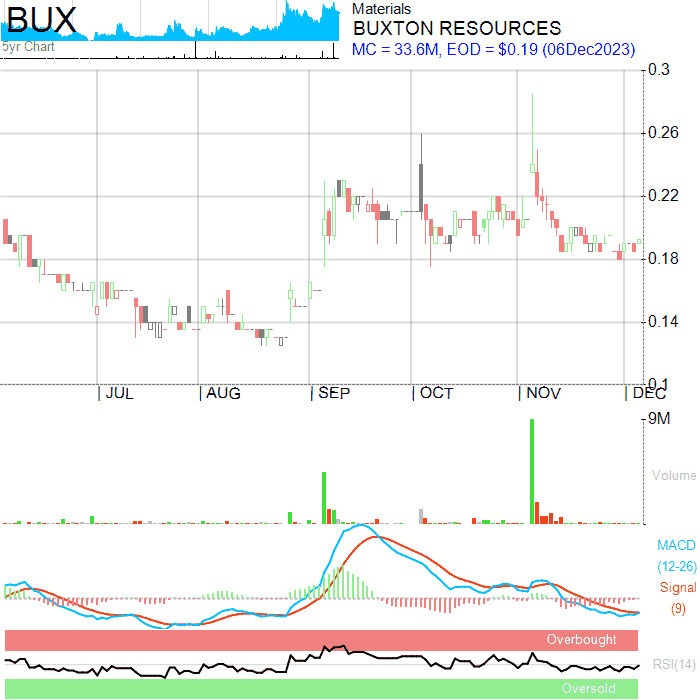 BUX
5yr Chart
Materials
BUXTON RESOURCES
MC = 33.6M, EOD = $0.19 (06Dec2023)
0.3
0.26
0.22
0.18
0.14
0.1
JUL AUG SEP OCT NOV DEC
9M
Volume
MACD
(12-26)
Signal
(9)
Overbought
RSI(14)
Oversold